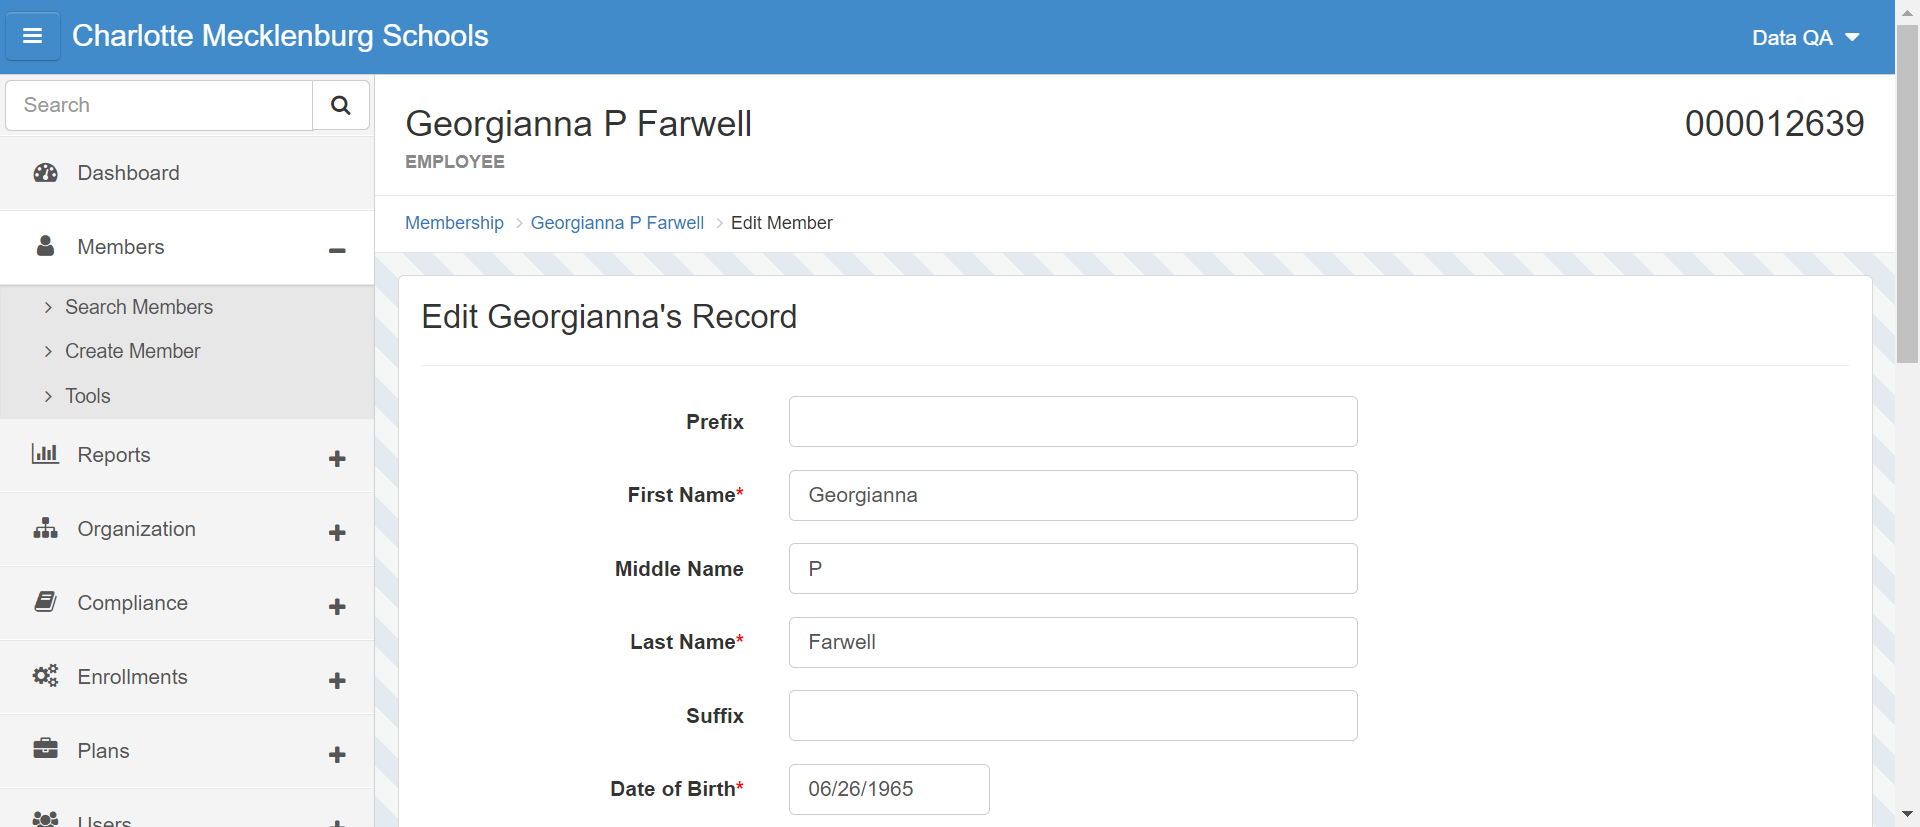 Charlotte Mecklenburg Schools
Data QA
Search
Dashboard
Members
Search Members
Create Member
Tools
Reports
Organization
Compliance
Enrollments
Plans
Users
Georgianna P Farwell
000012639
EMPLOYEE
Membership > Georgianna P Farwell > Edit Member
Edit Georgianna's Record
Prefix
First Name* Georgianna
Middle Name P
Last Name* Farwell
Suffix
Date of Birth* 06/26/1965